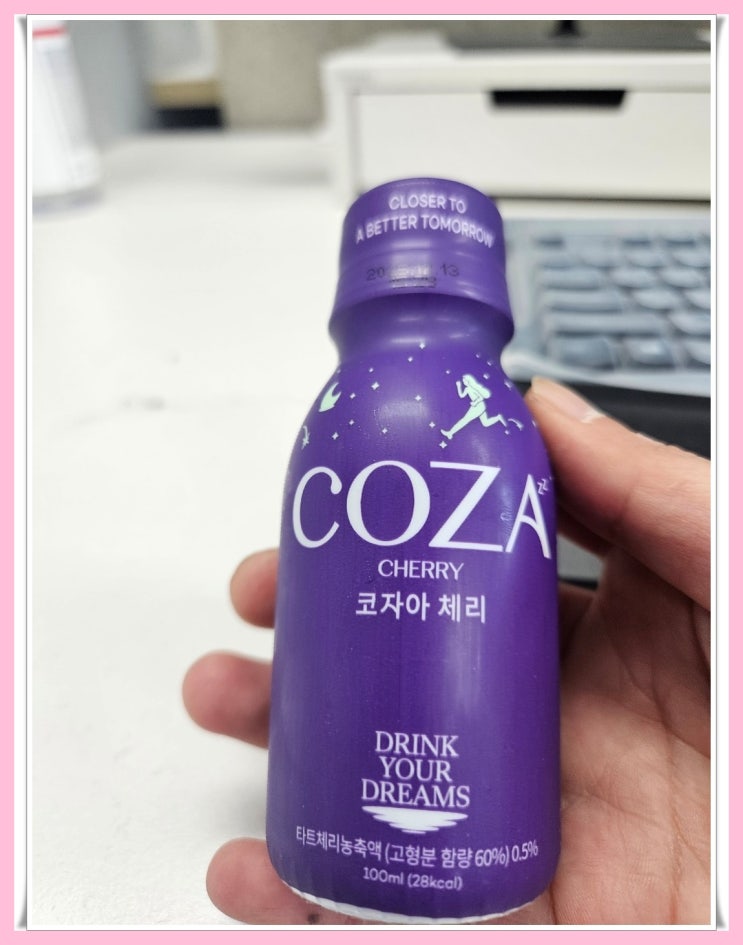 CLOSER TO
A BETTER TOMORROW
COZA
CHERRY
코자아 체리
DRINK
YOUR
DREAMS
타트체리농축액 (고형분 함량 60%) 0.5%
100ml (28kcal)